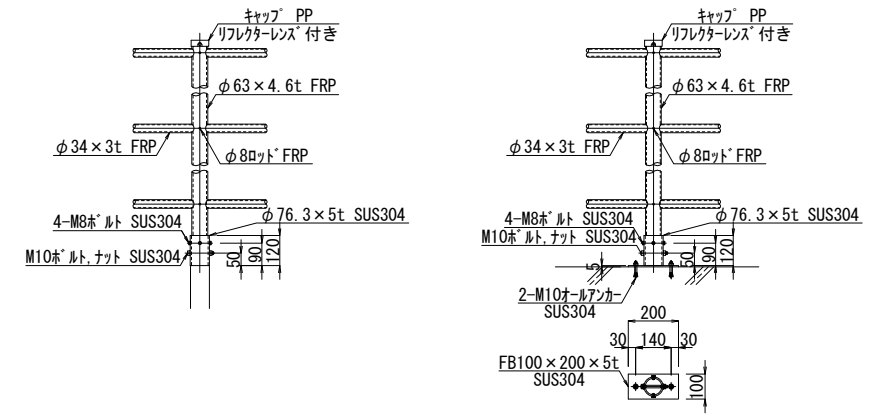 キャップ PP
リフレクターレンズ付き
φ63×4.6t FRP
φ34×3t FRP
φ8ロッドFRP
φ76.3×5t SUS304
4-M8ボルト SUS304
M10ボルト,ナット SUS304
50
90
120
キャップ PP
リフレクターレンズ付き
φ63×4.6t FRP
φ34×3t FRP
φ8ロッドFRP
φ76.3×5t SUS304
4-M8ボルト SUS304
M10ボルト,ナット SUS304
5
50
90
120
2-M10オールアンカー
SUS304
200
30 140 30
FB100×200×5t
SUS304
100